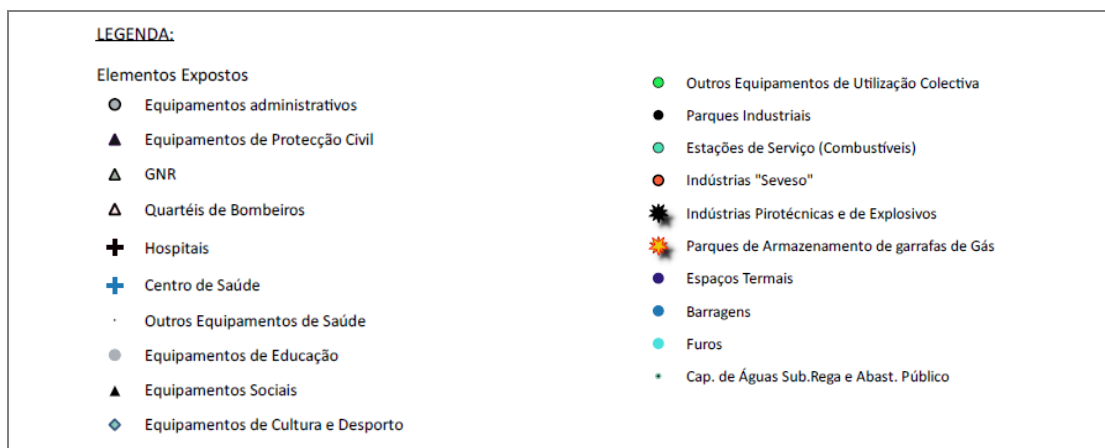 LEGENDA:
Elementos Expostos
Equipamentos administrativos
Equipamentos de Protecção Civil
GNR
Quartéis de Bombeiros
Hospitais
Centro de Saúde
Outros Equipamentos de Saúde
Equipamentos de Educação
Equipamentos Sociais
Equipamentos de Cultura e Desporto
Outros Equipamentos de Utilização Colectiva
Parques Industriais
Estações de Serviço (Combustíveis)
Indústrias "Seveso"
Indústrias Pirotécnicas e de Explosivos
Parques de Armazenamento de garrafas de Gás
Espaços Termais
Barragens
Furos
Cap. de Águas Sub.Rega e Abast. Público